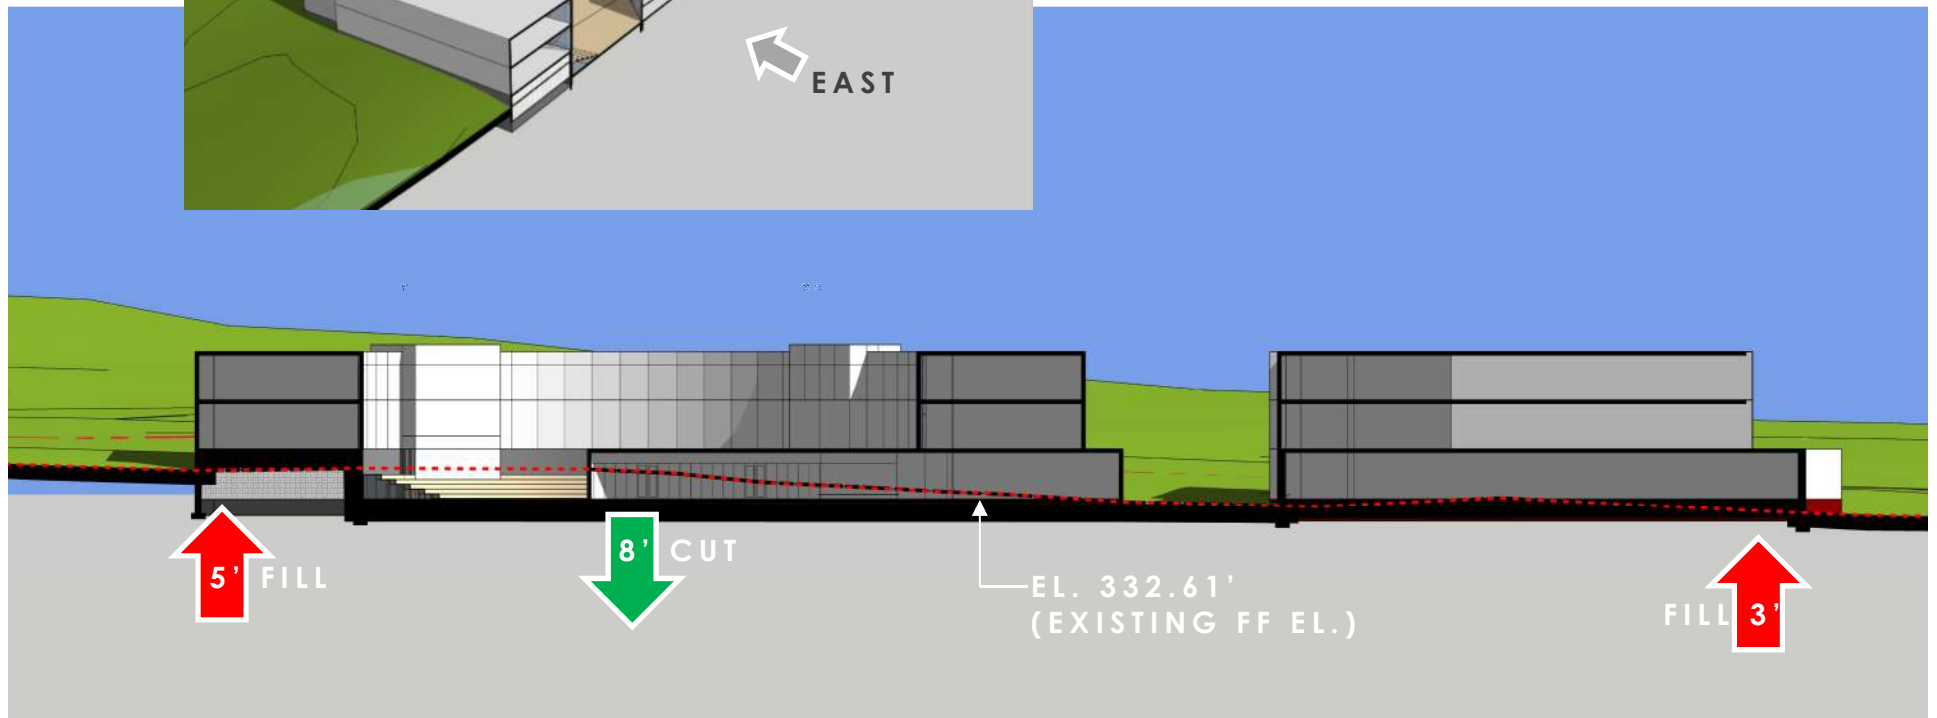 EAST
8’ CUT
5’ FILL
EL. 332.61’
(EXISTING FF EL.)
FILL 3’